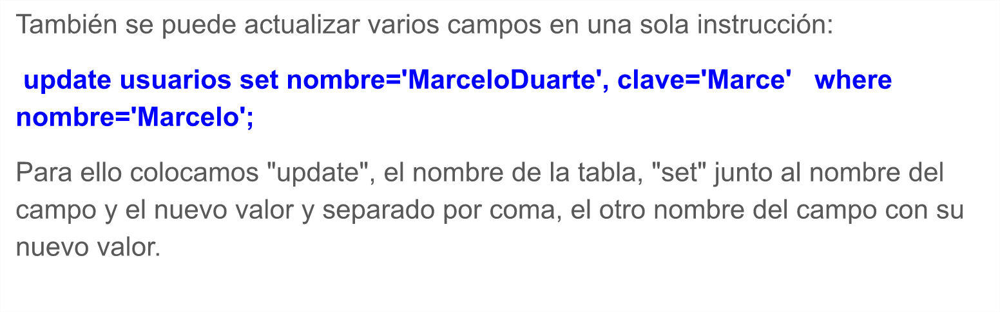 También se puede actualizar varios campos en una sola instrucción:
update usuarios set nombre='MarceloDuarte', clave='Marce'   where
nombre='Marcelo';
Para ello colocamos "update", el nombre de la tabla, "set" junto al nombre del
campo y el nuevo valor y separado por coma, el otro nombre del campo con su
nuevo valor.